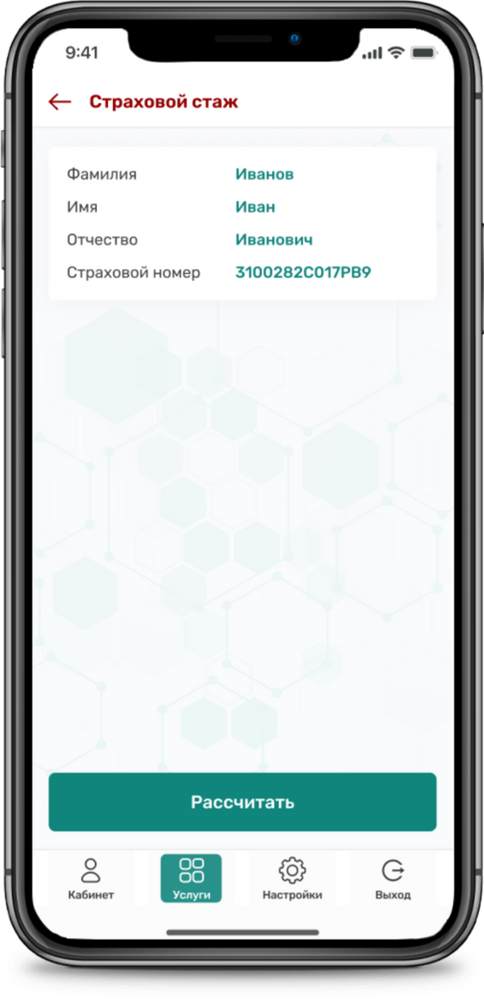 9:41
Страховой стаж
Фамилия Иванов
Имя Иван
Отчество Иванович
Страховой номер 3100282C017PB9
Рассчитать
Кабинет Услуги Настройки Выход